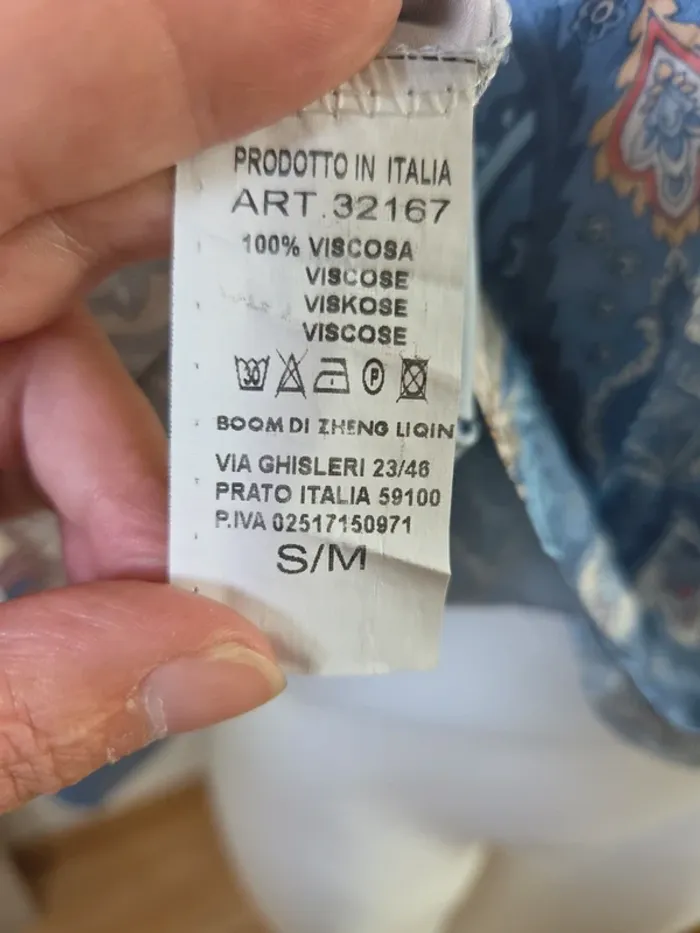 PRODOTTO IN ITALIA
ART.32167
100% VISCOSA
VISCOSE
VISKOSE
VISCOSE
30 P
BOOM DI ZHENG LIQIN
VIA GHISLERI 23/46
PRATO ITALIA 59100
P.IVA 02517150971
S/M